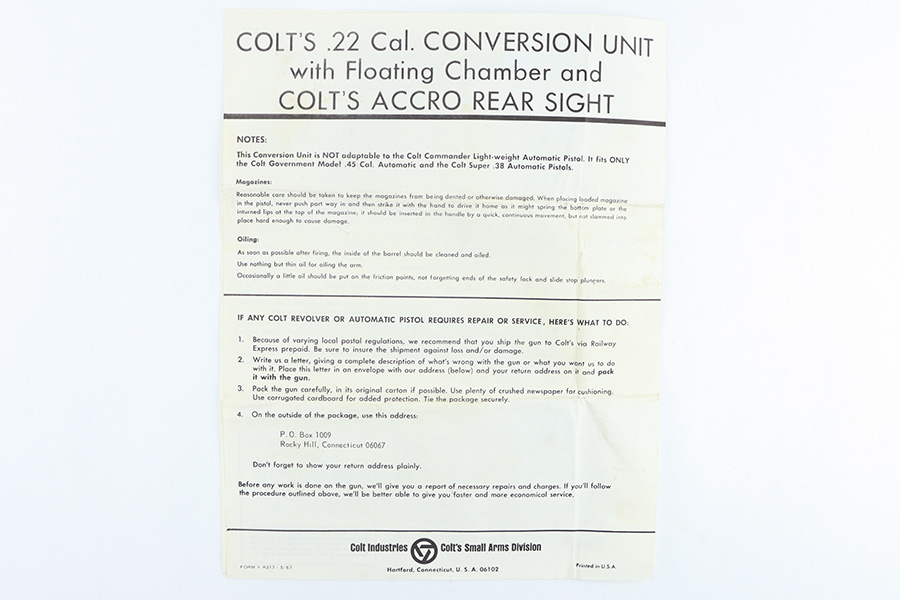 COLT'S .22 Cal. CONVERSION UNIT
with Floating Chamber and
COLT'S ACCRO REAR SIGHT
NOTES:
This Conversion Unit is NOT adaptable to the Colt Commander Light-weight Automatic Pistol. It fits ONLY
the Colt Government Model .45 Cal. Automatic and the Colt Super .38 Automatic Pistols.
Magazines:
Reasonable care should be taken to keep the magazines from being dented or otherwise damaged. When placing loaded magazine
in the pistol, never push part way in and then strike it with the hand to drive it home as it might spring the bottom plate or the
inturned lips at the top of the magazine; it should be inserted in the handle by a quick, continuous movement, but not slammed into
place hard enough to cause damage.
Oiling:
As soon as possible after firing, the inside of the barrel should be cleaned and oiled.
Use nothing but thin oil for oiling the arm.
Occasionally a little oil should be put on the friction points, not forgetting ends of the safety lock and slide stop plungers.
IF ANY COLT REVOLVER OR AUTOMATIC PISTOL REQUIRES REPAIR OR SERVICE, HERE'S WHAT TO DO:
1. Because of varying local postal regulations, we recommend that you ship the gun to Colt's via Railway
Express prepaid. Be sure to insure the shipment against loss and/or damage.
2. Write us a letter, giving a complete description of what's wrong with the gun or what you want us to do
with it. Place this letter in an envelope with our address (below) and your return address on it and pack
it with the gun.
3. Pack the gun carefully, in its original carton if possible. Use plenty of crushed newspaper for cushioning.
Use corrugated cardboard for added protection. Tie the package securely.
4. On the outside of the package, use this address:
P.O. Box 1009
Rocky Hill, Connecticut 06067
Don't forget to show your return address plainly.
Before any work is done on the gun, we'll give you a report of necessary repairs and charges. If you'll follow
the procedure outlined above, we'll be better able to give you faster and more economical service.
Colt Industries Colt's Small Arms Division
Hartford, Connecticut, U. S. A. 06102
FORM Printed in U.S.A.